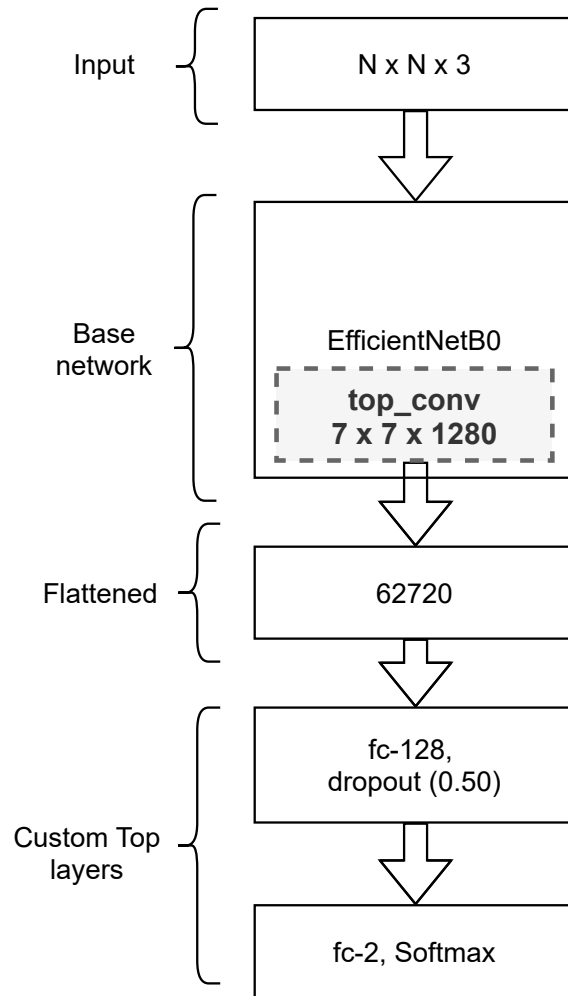 Input
N x N x 3
Base
network
EfficientNetB0
top_conv
7 x 7 x 1280
Flattened
62720
Custom Top
layers
fc-128,
dropout (0.50)
fc-2, Softmax